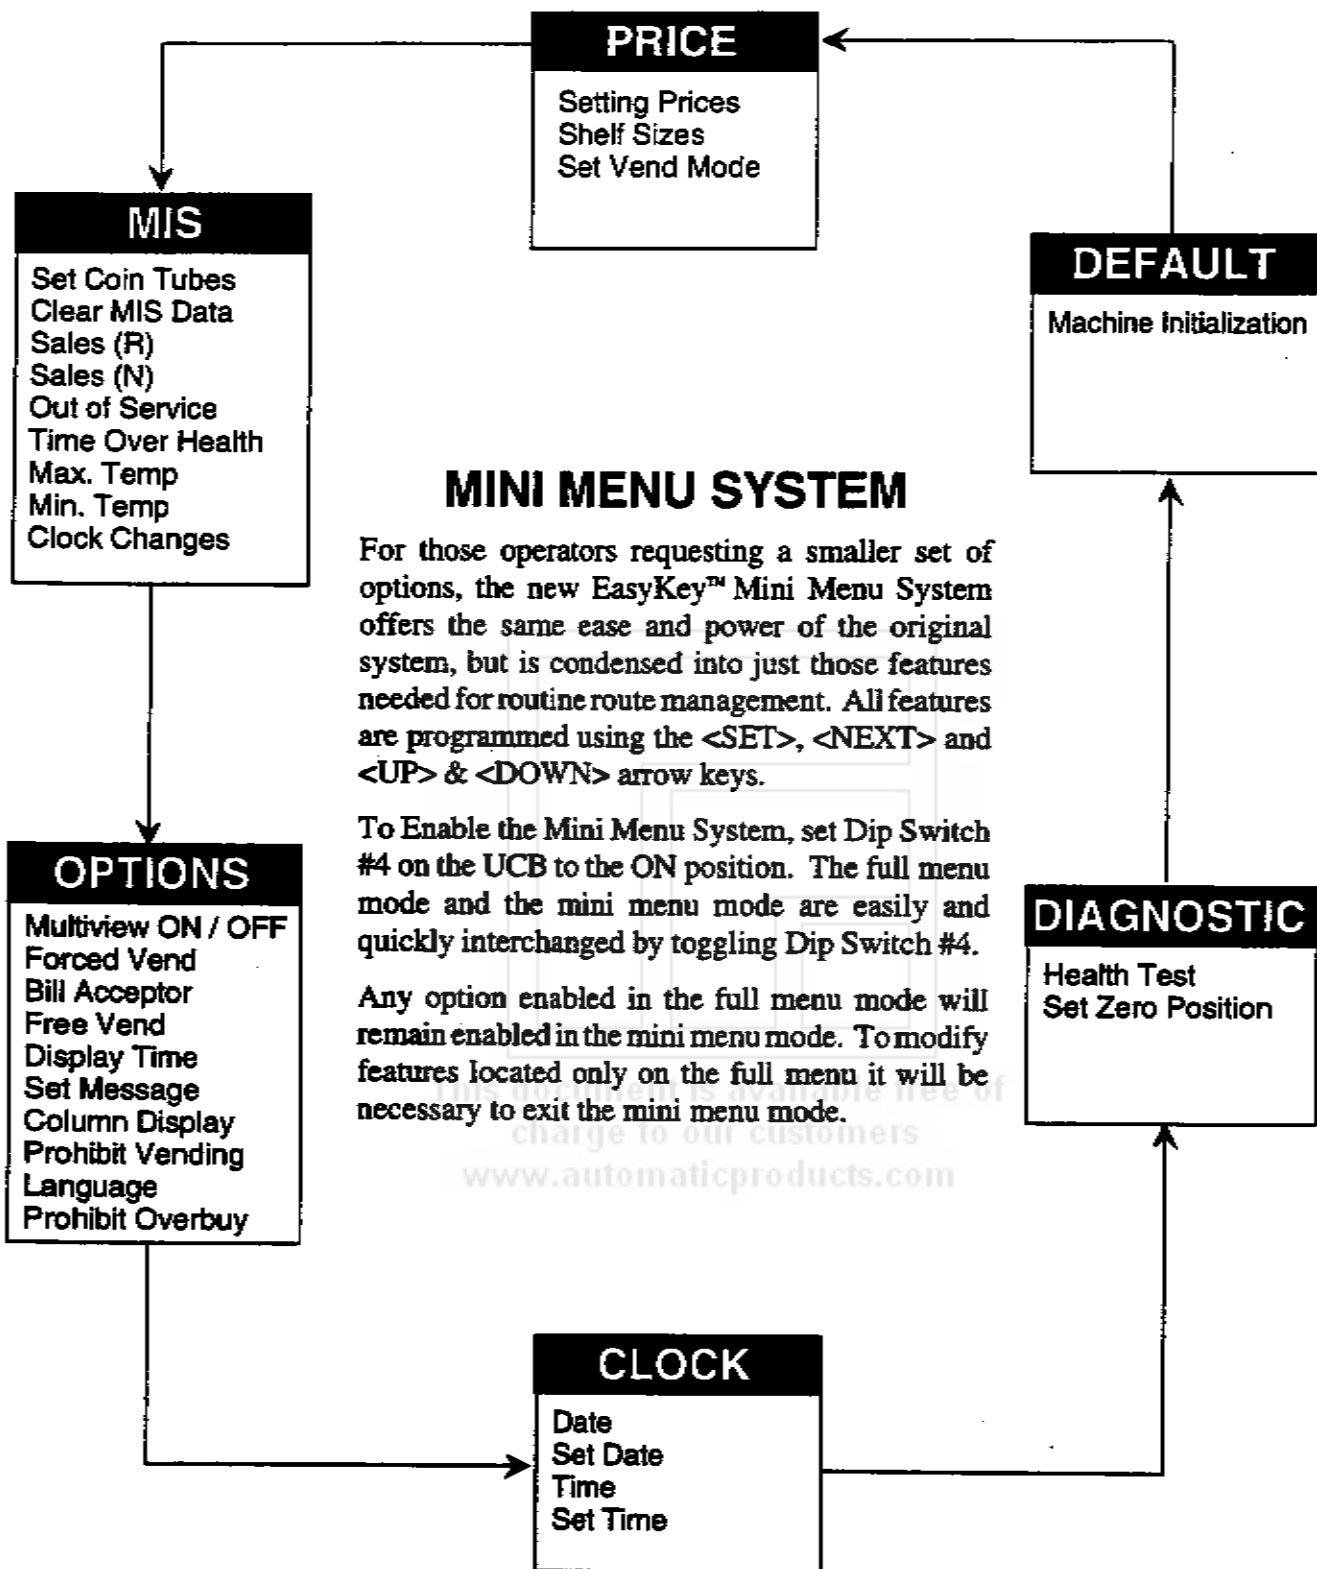 PRICE
Setting Prices
Shelf Sizes
Set Vend Mode
MIS
Set Coin Tubes
Clear MIS Data
Sales (R)
Sales (N)
Out of Service
Time Over Health
Max. Temp
Min. Temp
Clock Changes
DEFAULT
Machine Initialization
MINI MENU SYSTEM
For those operators requesting a smaller set of
options, the new EasyKey™ Mini Menu System
offers the same ease and power of the original
system, but is condensed into just those features
needed for routine route management. All features
are programmed using the <SET>, <NEXT> and
<UP> & <DOWN> arrow keys.
To Enable the Mini Menu System, set Dip Switch
#4 on the UCB to the ON position. The full menu
mode and the mini menu mode are easily and
quickly interchanged by toggling Dip Switch #4.
Any option enabled in the full menu mode will
remain enabled in the mini menu mode. To modify
features located only on the full menu it will be
necessary to exit the mini menu mode.
This document is available free of
charge to our customers
www.automaticproducts.com
OPTIONS
Multiview ON / OFF
Forced Vend
Bill Acceptor
Free Vend
Display Time
Set Message
Column Display
Prohibit Vending
Language
Prohibit Overbuy
DIAGNOSTIC
Health Test
Set Zero Position
CLOCK
Date
Set Date
Time
Set Time